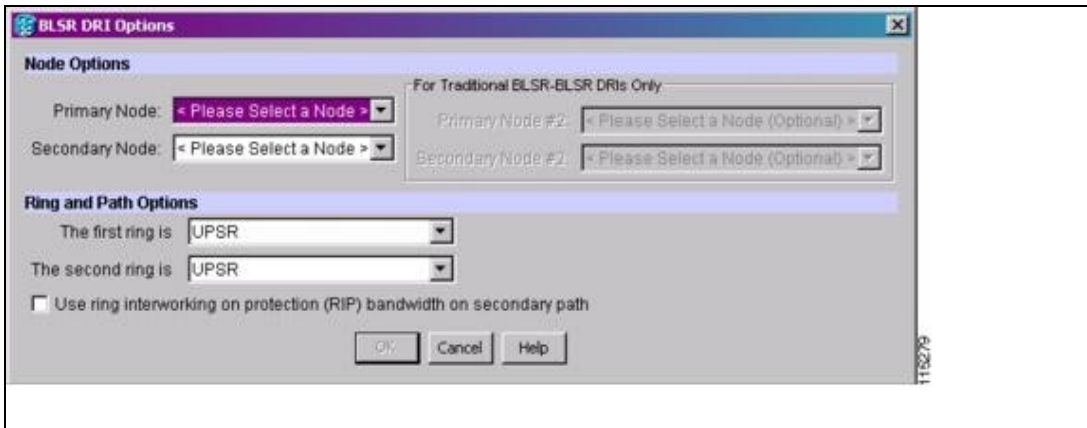 BLSR DRI Options
Node Options
Primary Node: < Please Select a Node >
Secondary Node: < Please Select a Node >
For Traditional BLSR-BLSR DRIs Only
Primary Node #2: < Please Select a Node (Optional) >
Secondary Node #2: < Please Select a Node (Optional) >
Ring and Path Options
The first ring is UPSR
The second ring is UPSR
Use ring interworking on protection (RIP) bandwidth on secondary path
OK Cancel Help
116279